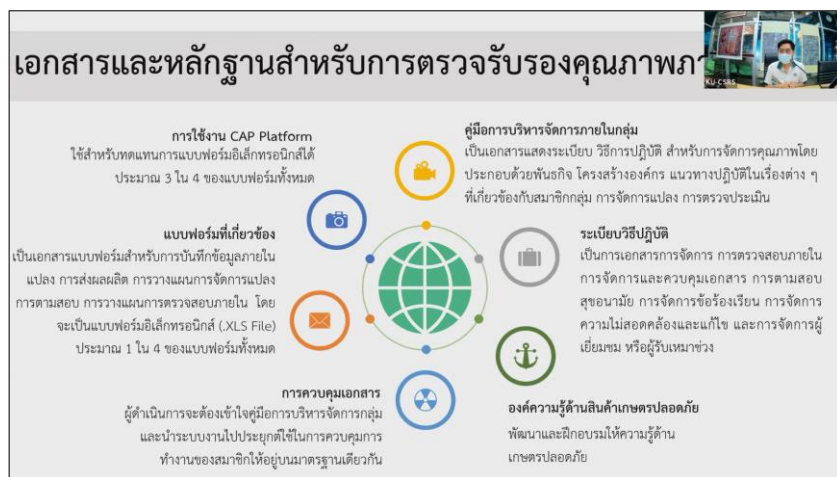 เอกสารและหลักฐานสำหรับการตรวจรับรองคุณภาพภา
KU-CSRS
การใช้งาน CAP Platform
ใช้สำหรับทดแทนการแบบฟอร์มอิเล็กทรอนิกส์ได้
ประมาณ 3 ใน 4 ของแบบฟอร์มทั้งหมด
คู่มือการบริหารจัดการภายในกลุ่ม
เป็นเอกสารแสดงระเบียบ วิธีการปฏิบัติ สำหรับการจัดการคุณภาพโดย
ประกอบด้วยพันธกิจ โครงสร้างองค์กร แนวทางปฏิบัติในเรื่องต่าง ๆ
ที่เกี่ยวข้องกับสมาชิกกลุ่ม การจัดการแปลง การตรวจประเมิน
แบบฟอร์มที่เกี่ยวข้อง
เป็นเอกสารแบบฟอร์มสำหรับการบันทึกข้อมูลภายใน
แปลง การส่งผลผลิต การวางแผนการจัดการแปลง
การตามสอบ การวางแผนการตรวจสอบภายใน โดย
จะเป็นแบบฟอร์มอิเล็กทรอนิกส์ (.XLS File)
ประมาณ 1 ใน 4 ของแบบฟอร์มทั้งหมด
ระเบียบวิธีปฏิบัติ
เป็นการเอกสารการจัดการ การตรวจสอบภายใน
การจัดการและควบคุมเอกสาร การตามสอบ
สุขอนามัย การจัดการข้อร้องเรียน การจัดการ
ความไม่สอดคล้องและแก้ไข และการจัดการผู้
เยี่ยมชม หรือผู้รับเหมาช่วง
การควบคุมเอกสาร
ผู้ดำเนินการจะต้องเข้าใจคู่มือการบริหารจัดการกลุ่ม
และนำระบบงานไปประยุกต์ใช้ในการควบคุมการ
ทำงานของสมาชิกให้อยู่บนมาตรฐานเดียวกัน
องค์ความรู้ด้านสินค้าเกษตรปลอดภัย
พัฒนาและฝึกอบรมให้ความรู้ด้าน
เกษตรปลอดภัย